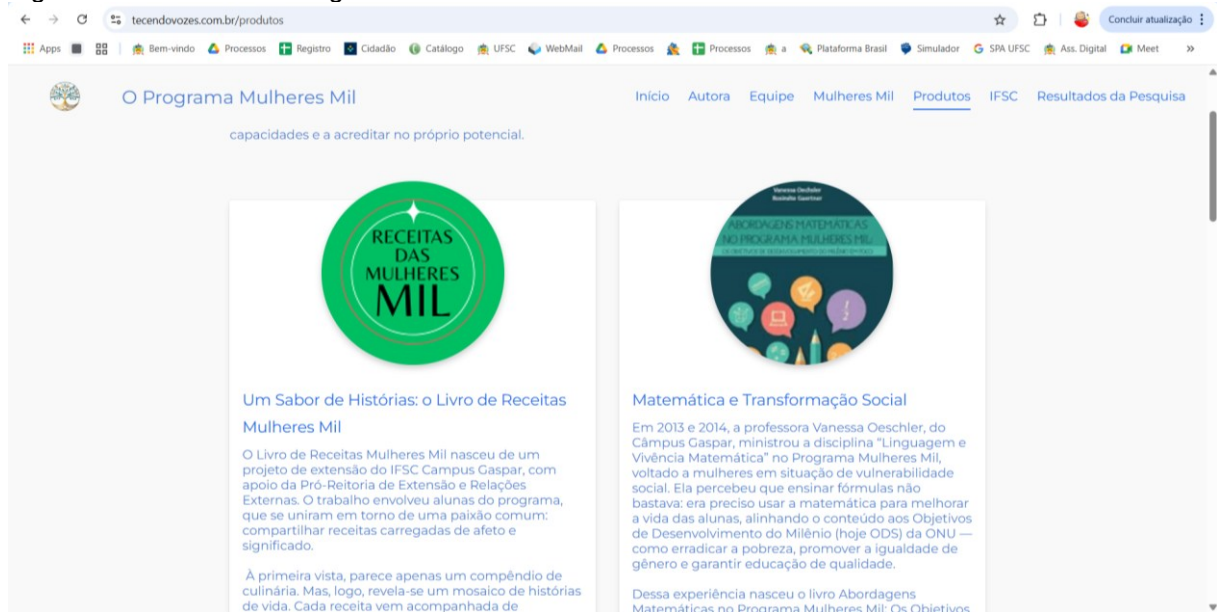 tecendovozes.com.br/produtos
Concluir atualização
Apps
Bem-vindo
Processos
Registro
Cidadão
Catálogo
UFSC
WebMail
Processos
Processos
a
Plataforma Brasil
Simulador
SPA UFSC
Ass. Digital
Meet
O Programa Mulheres Mil
Início
Autora
Equipe
Mulheres Mil
Produtos
IFSC
Resultados da Pesquisa
capacidades e a acreditar no próprio potencial.
RECEITAS
DAS
MULHERES
MIL
Um Sabor de Histórias: o Livro de Receitas
Mulheres Mil
O Livro de Receitas Mulheres Mil nasceu de um
projeto de extensão do IFSC Campus Gaspar, com
apoio da Pró-Reitoria de Extensão e Relações
Externas. O trabalho envolveu alunas do programa,
que se uniram em torno de uma paixão comum:
compartilhar receitas carregadas de afeto e
significado.
À primeira vista, parece apenas um compêndio de
culinária. Mas, logo, revela-se um mosaico de histórias
de vida. Cada receita vem acompanhada de
Vanessa Oechsler
ABORDAGENS MATEMÁTICAS
NO PROGRAMA MULHERES MIL:
Matemática e Transformação Social
Em 2013 e 2014, a professora Vanessa Oeschler, do
Câmpus Gaspar, ministrou a disciplina "Linguagem e
Vivência Matemática" no Programa Mulheres Mil,
voltado a mulheres em situação de vulnerabilidade
social. Ela percebeu que ensinar fórmulas não
bastava: era preciso usar a matemática para melhorar
a vida das alunas, alinhando o conteúdo aos Objetivos
de Desenvolvimento do Milênio (hoje ODS) da ONU —
como erradicar a pobreza, promover a igualdade de
gênero e garantir educação de qualidade.
Dessa experiência nasceu o livro Abordagens
Matemáticas no Programa Mulheres Mil: Os Objetivos